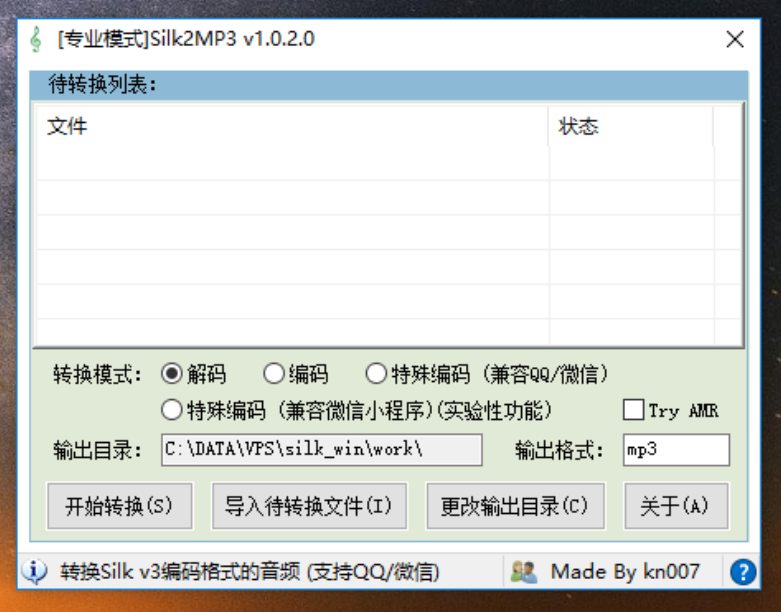 [专业模式]Silk2MP3 v1.0.2.0
待转换列表:
文件 状态
转换模式: 解码 编码 特殊编码 (兼容QQ/微信)
特殊编码 (兼容微信小程序)(实验性功能) Try AMR
输出目录: C:\DATA\VPS\silk_win\work\ 输出格式: mp3
开始转换(S) 导入待转换文件(I) 更改输出目录(C) 关于(A)
转换Silk v3编码格式的音频 (支持QQ/微信) Made By kn007